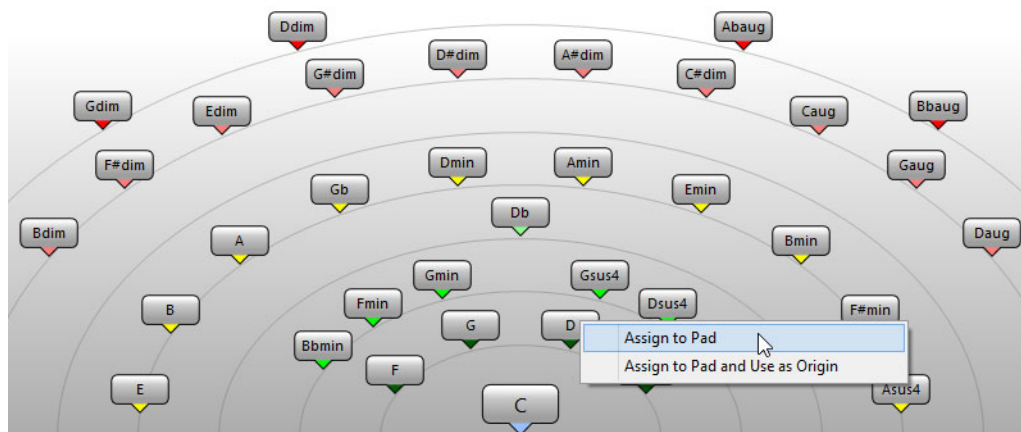 Ddim
Abaug
D#dim
A#dim
G#dim
C#dim
Gdim
Edim
Caug
Bbaug
F#dim
Dmin
Amin
Gaug
Gb
Emin
Bdim
Db
Daug
A
Bmin
Gmin
Gsus4
B
Fmin
Dsus4
F#min
G
D
Assign to Pad
Bbmin
F
Assign to Pad and Use as Origin
E
C
Asus4